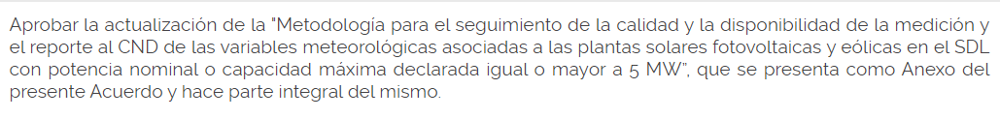 Aprobar la actualización de la "Metodología para el seguimiento de la calidad y la disponibilidad de la medición y
el reporte al CND de las variables meteorológicas asociadas a las plantas solares fotovoltaicas y eólicas en el SDL
con potencia nominal o capacidad máxima declarada igual o mayor a 5 MW”, que se presenta como Anexo del
presente Acuerdo y hace parte integral del mismo.